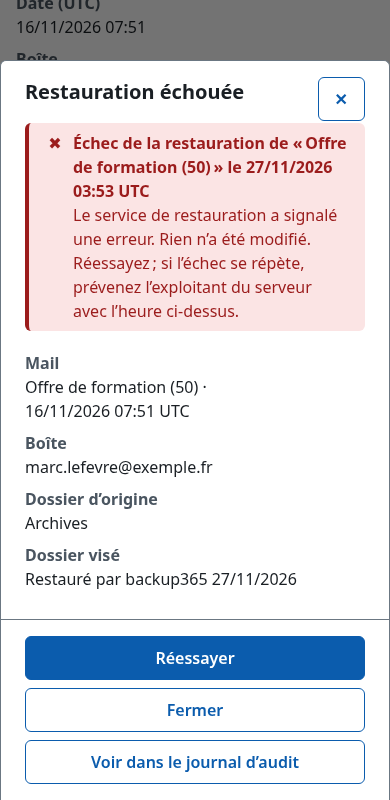 Date (UTC)
16/11/2026 07:51
Boîte
Restauration échouée
×
✖ Échec de la restauration de « Offre
de formation (50) » le 27/11/2026
03:53 UTC
Le service de restauration a signalé
une erreur. Rien n’a été modifié.
Réessayez ; si l’échec se répète,
prévenez l’exploitant du serveur
avec l’heure ci-dessus.
Mail
Offre de formation (50) ·
16/11/2026 07:51 UTC
Boîte
marc.lefevre@exemple.fr
Dossier d’origine
Archives
Dossier visé
Restauré par backup365 27/11/2026
Réessayer
Fermer
Voir dans le journal d’audit